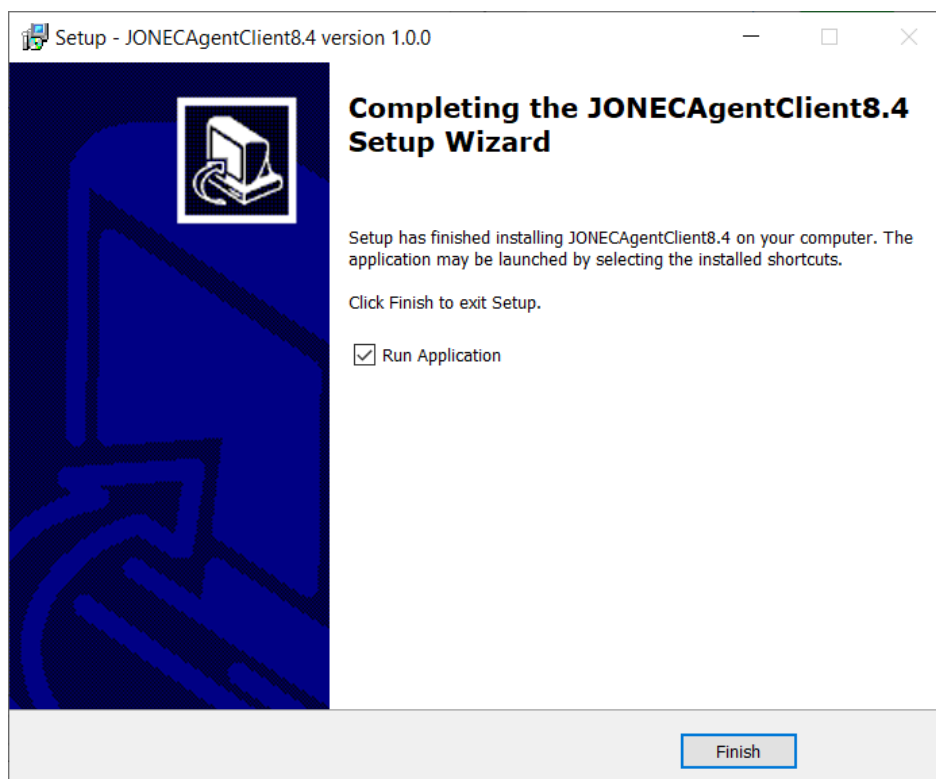 Setup - JONECAgentClient8.4 version 1.0.0
Completing the JONECAgentClient8.4
Setup Wizard
Setup has finished installing JONECAgentClient8.4 on your computer. The
application may be launched by selecting the installed shortcuts.
Click Finish to exit Setup.
Run Application
Finish